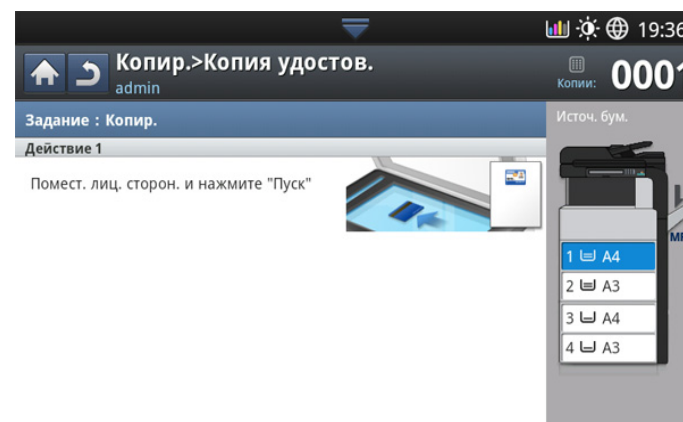 19:36
Копир.>Копия удостов.
admin
Копии: 0001
Задание : Копир.
Источ. бум.
Действие 1
Помест. лиц. сторон. и нажмите "Пуск"
1 A4
2 A3
3 A4
4 A3